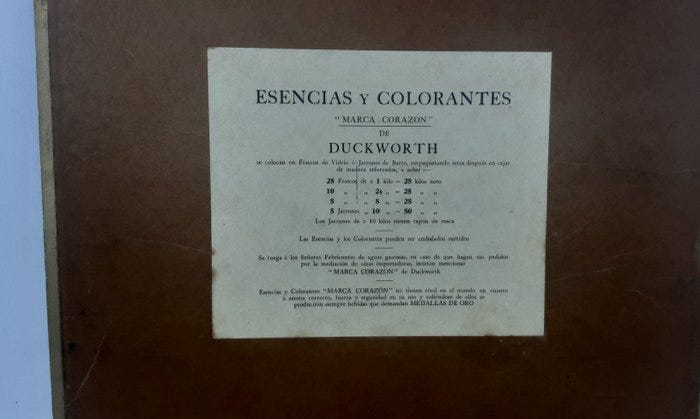 ESENCIAS Y COLORANTES
"MARCA CORAZÓN"
DE
DUCKWORTH
se colocan en Frascos de Vidrio ó Jarrones de Barro, empaquetando éstos después en cajas
de madera reforzadas, á saber :—
25 Frascos de á 1 kilo — 25 kilos neto
10 „ „ 2½ „ — 25 „ „
5 „ „ 5 „ — 25 „ „
5 Jarrones „ 10 „ — 50 „ „
Los Jarrones de á 10 kilos tienen tapón de rosca
Las Esencias y los Colorantes pueden ser embalados surtidos
Se ruega á los Señores Fabricantes de aguas gaseosas, en caso de que hagan sus pedidos
por la mediación de casas importadoras, insistan mencionar
"MARCA CORAZÓN" de Duckworth
Esencias y Colorantes "MARCA CORAZÓN" no tienen rival en el mundo en cuanto
á aroma correcto, fuerza y seguridad en su uso y valiéndose de ellos se
producirán siempre bebidas que demandan MEDALLAS DE ORO